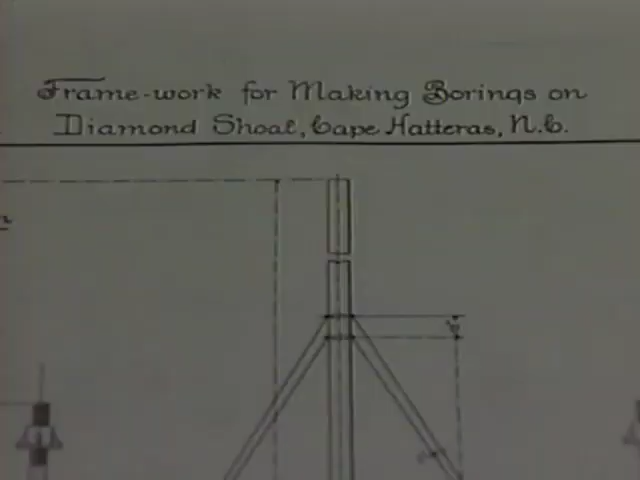 Frame-work for Making Borings on
Diamond Shoal, Cape Hatteras, N.C.